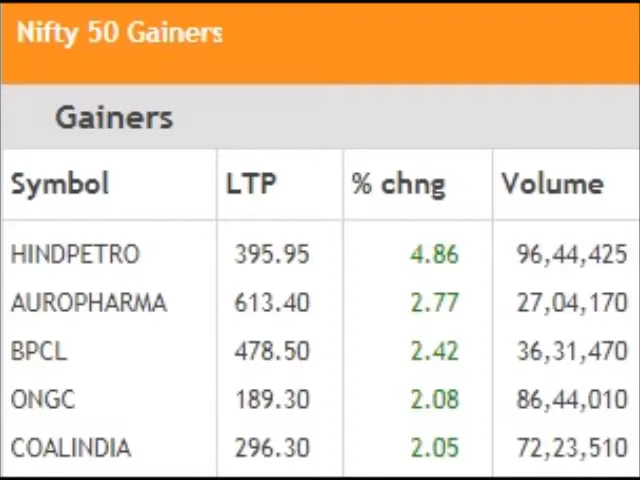 Nifty 50 Gainers
Gainers
Symbol LTP % chng Volume
HINDPETRO 395.95 4.86 96,44,425
AUROPHARMA 613.40 2.77 27,04,170
BPCL 478.50 2.42 36,31,470
ONGC 189.30 2.08 86,44,010
COALINDIA 296.30 2.05 72,23,510